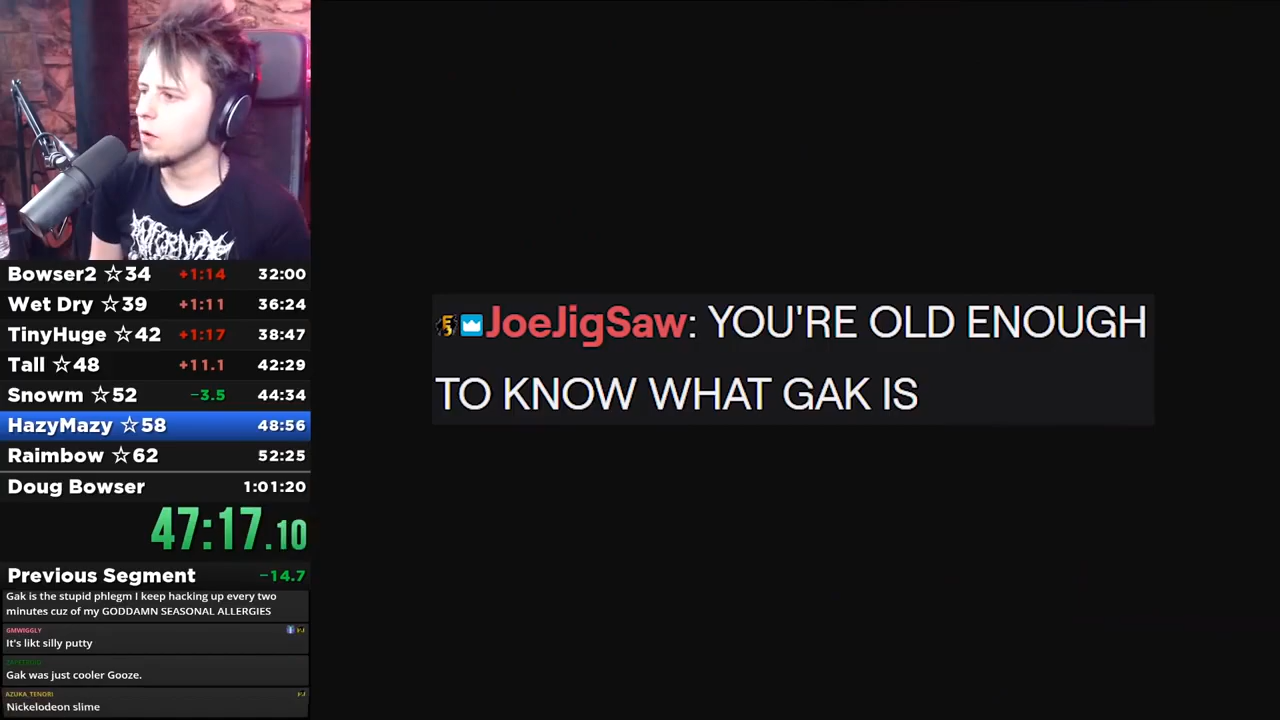 Bowser2 ☆34 +1:14 32:00
Wet Dry ☆39 +1:11 36:24
TinyHuge ☆42 +1:17 38:47
Tall ☆48 +11.1 42:29
Snowm ☆52 −3.5 44:34
HazyMazy ☆58 48:56
Raimbow ☆62 52:25
Doug Bowser 1:01:20
47:17.10
Previous Segment −14.7
Gak is the stupid phlegm I keep hacking up every two
minutes cuz of my GODDAMN SEASONAL ALLERGIES
GMWIGGLY
It's likt silly putty
Gak was just cooler Gooze.
AZUKA_TENORI
Nickelodeon slime
JoeJigSaw: YOU'RE OLD ENOUGH
TO KNOW WHAT GAK IS